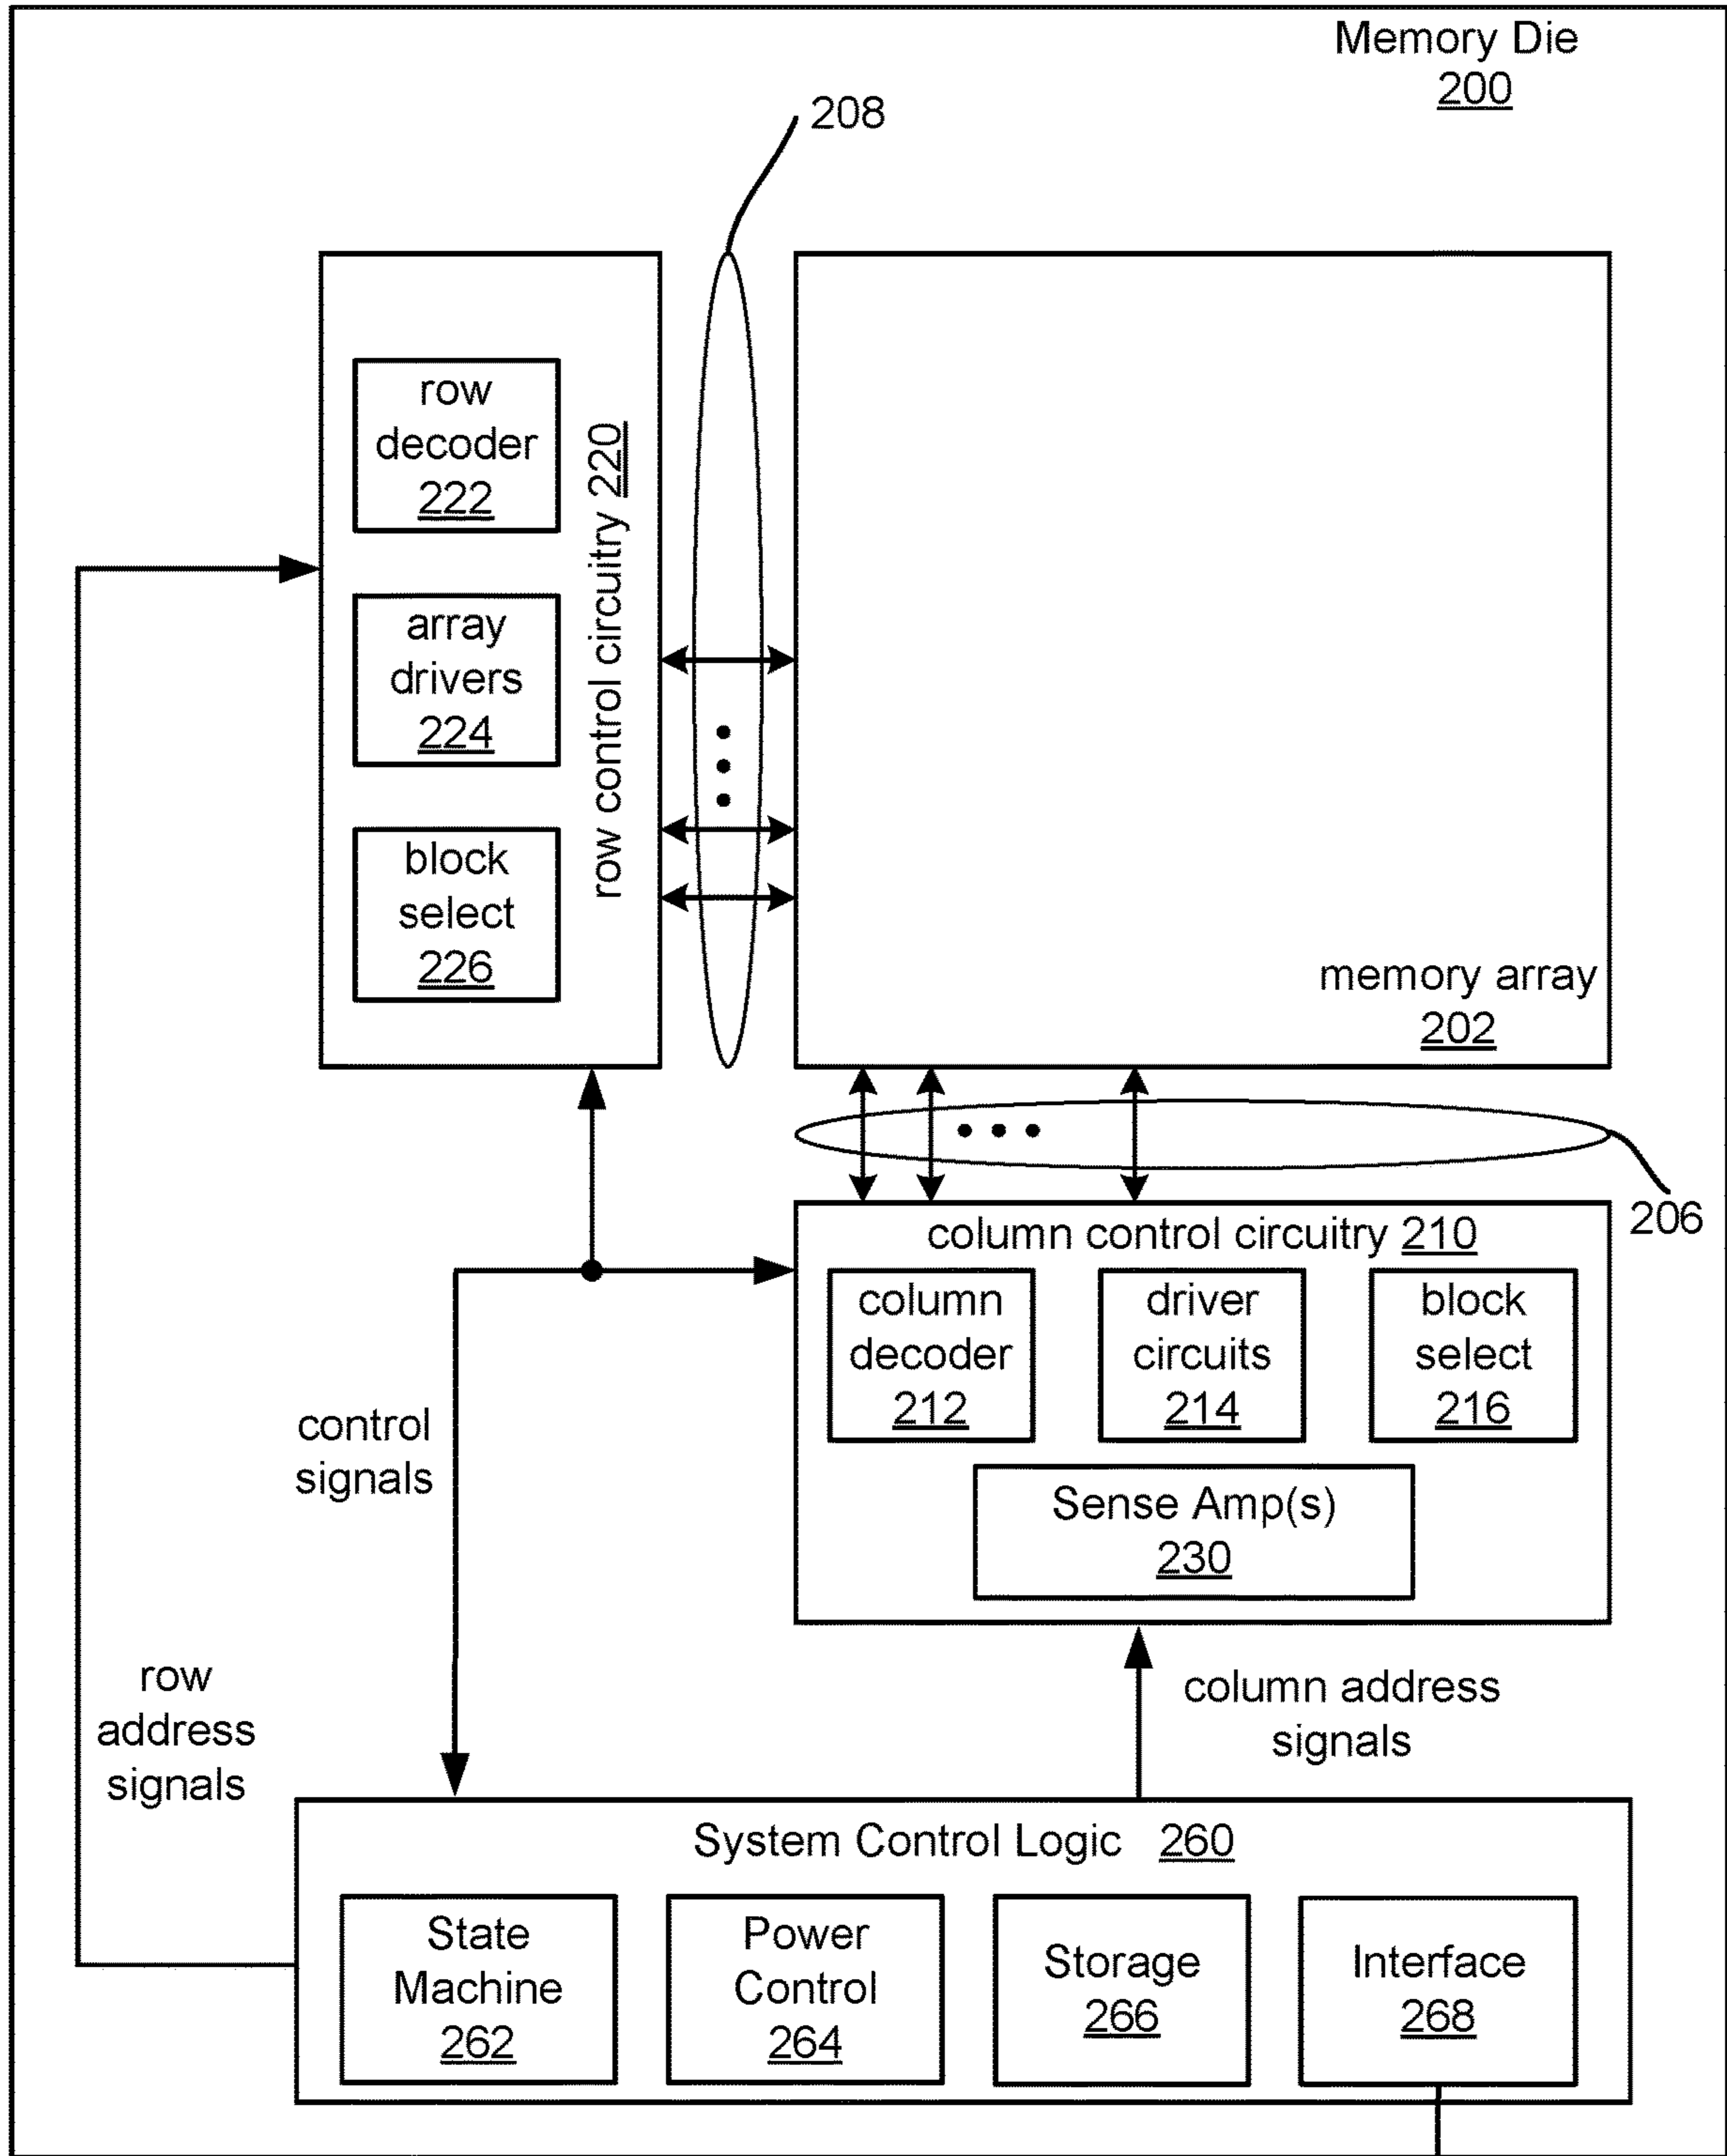 Memory Die
200
208
row
decoder
222
array
drivers
224
block
select
226
row control circuitry 220
memory array
202
206
column control circuitry 210
column
decoder
212
driver
circuits
214
block
select
216
Sense Amp(s)
230
control
signals
row
address
signals
column address
signals
System Control Logic 260
State
Machine
262
Power
Control
264
Storage
266
Interface
268